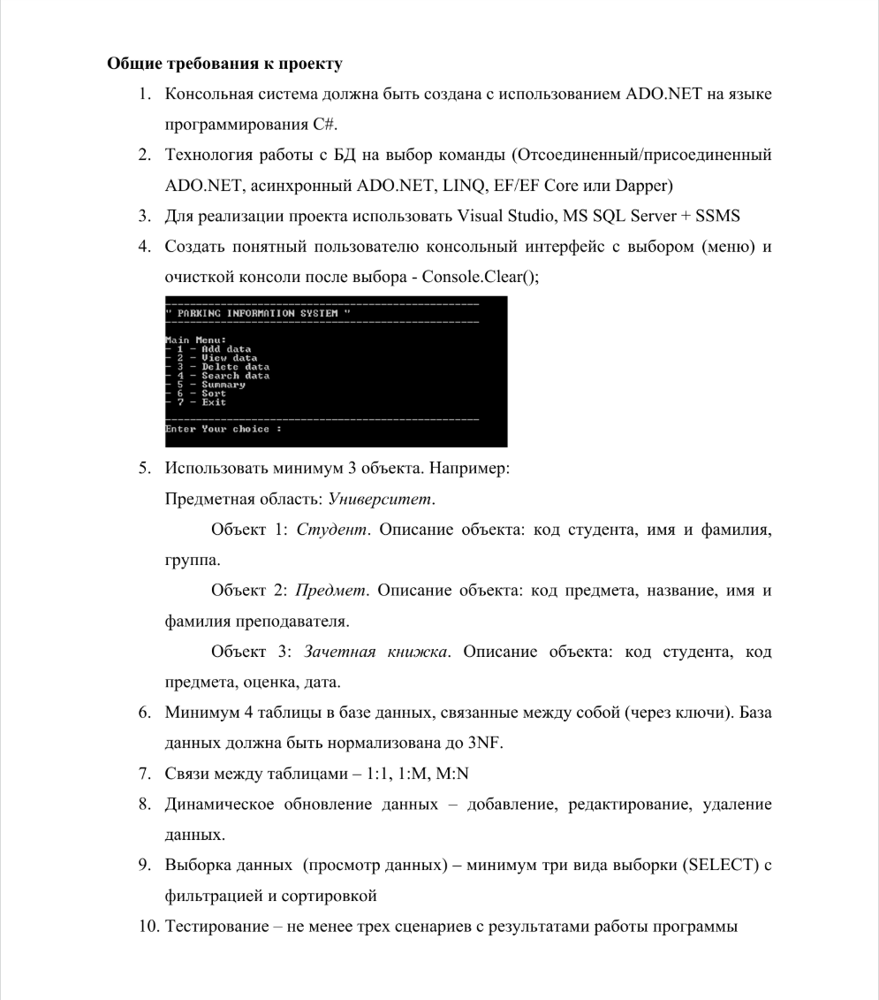 Общие требования к проекту
1. Консольная система должна быть создана с использованием ADO.NET на языке
программирования C#.
2. Технология работы с БД на выбор команды (Отсоединенный/присоединенный
ADO.NET, асинхронный ADO.NET, LINQ, EF/EF Core или Dapper)
3. Для реализации проекта использовать Visual Studio, MS SQL Server + SSMS
4. Создать понятный пользователю консольный интерфейс с выбором (меню) и
очисткой консоли после выбора - Console.Clear();
" PARKING INFORMATION SYSTEM "
Main Menu:
- 1 - Add data
- 2 - View data
- 3 - Delete data
- 4 - Search data
- 5 - Summary
- 6 - Sort
- 7 - Exit
Enter Your choice :
5. Использовать минимум 3 объекта. Например:
Предметная область: Университет.
Объект 1: Студент. Описание объекта: код студента, имя и фамилия,
группа.
Объект 2: Предмет. Описание объекта: код предмета, название, имя и
фамилия преподавателя.
Объект 3: Зачетная книжка. Описание объекта: код студента, код
предмета, оценка, дата.
6. Минимум 4 таблицы в базе данных, связанные между собой (через ключи). База
данных должна быть нормализована до 3NF.
7. Связи между таблицами – 1:1, 1:M, M:N
8. Динамическое обновление данных – добавление, редактирование, удаление
данных.
9. Выборка данных (просмотр данных) – минимум три вида выборки (SELECT) с
фильтрацией и сортировкой
10. Тестирование – не менее трех сценариев с результатами работы программы